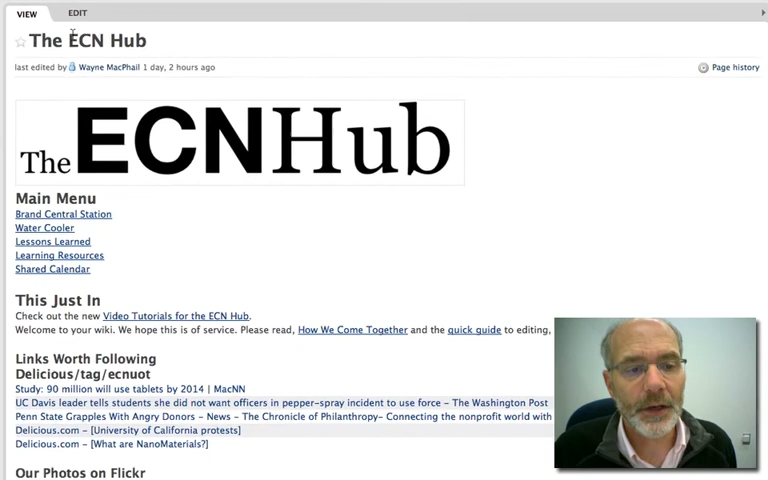 VIEW EDIT
The ECN Hub
last edited by Wayne MacPhail 1 day, 2 hours ago Page history
The ECNHub
Main Menu
Brand Central Station
Water Cooler
Lessons Learned
Learning Resources
Shared Calendar
This Just In
Check out the new Video Tutorials for the ECN Hub.
Welcome to your wiki. We hope this is of service. Please read, How We Come Together and the quick guide to editing,
Links Worth Following
Delicious/tag/ecnuot
Study: 90 million will use tablets by 2014 | MacNN
UC Davis leader tells students she did not want officers in pepper-spray incident to use force - The Washington Post
Penn State Grapples With Angry Donors - News - The Chronicle of Philanthropy- Connecting the nonprofit world with
Delicious.com - [University of California protests]
Delicious.com - [What are NanoMaterials?]
Our Photos on Flickr